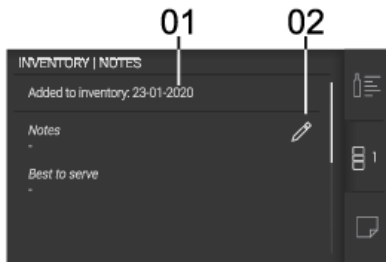 01 02
INVENTORY | NOTES
Added to inventory: 23-01-2020
Notes
-
Best to serve
-
1